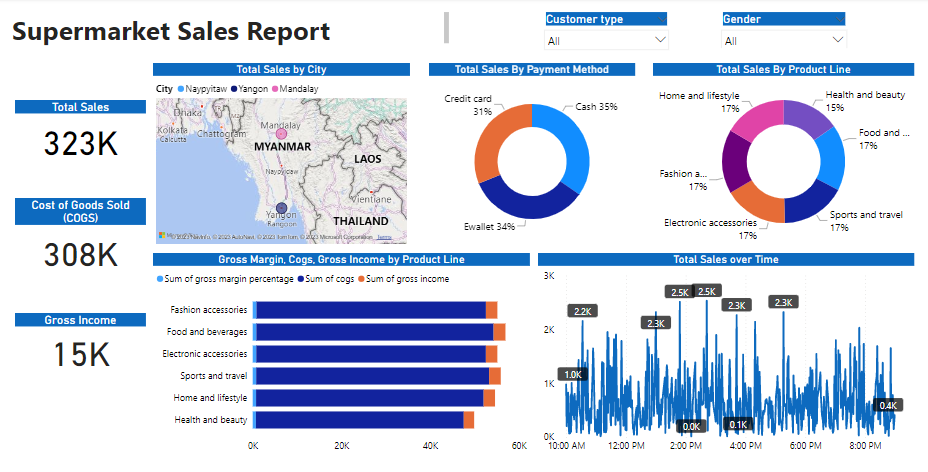 Supermarket Sales Report
Customer type
All
Gender
All
Total Sales
323K
Cost of Goods Sold
(COGS)
308K
Gross Income
15K
Total Sales by City
City Naypyitaw Yangon Mandalay
Dhaka
Kolkata
Calcutta
Chattogram
Mandalay
MYANMAR
LAOS
Naypyidaw
Vientiane
Yangon
Rangoon
THAILAND
© 2023 NavInfo, © 2023 AutoNavi, © 2023 TomTom, © 2023 Microsoft Corporation Terms
Total Sales By Payment Method
Credit card
31%
Cash 35%
Ewallet 34%
Total Sales By Product Line
Home and lifestyle
17%
Health and beauty
15%
Food and ...
17%
Fashion a...
17%
Electronic accessories
17%
Sports and travel
17%
Gross Margin, Cogs, Gross Income by Product Line
Sum of gross margin percentage Sum of cogs Sum of gross income
Fashion accessories
Food and beverages
Electronic accessories
Sports and travel
Home and lifestyle
Health and beauty
0K 20K 40K 60K
Total Sales over Time
3K
2K
1K
0K
1.0K
2.2K
2.3K
2.5K
2.5K
2.3K
2.3K
0.0K
0.1K
0.4K
10:00 AM 12:00 PM 2:00 PM 4:00 PM 6:00 PM 8:00 PM